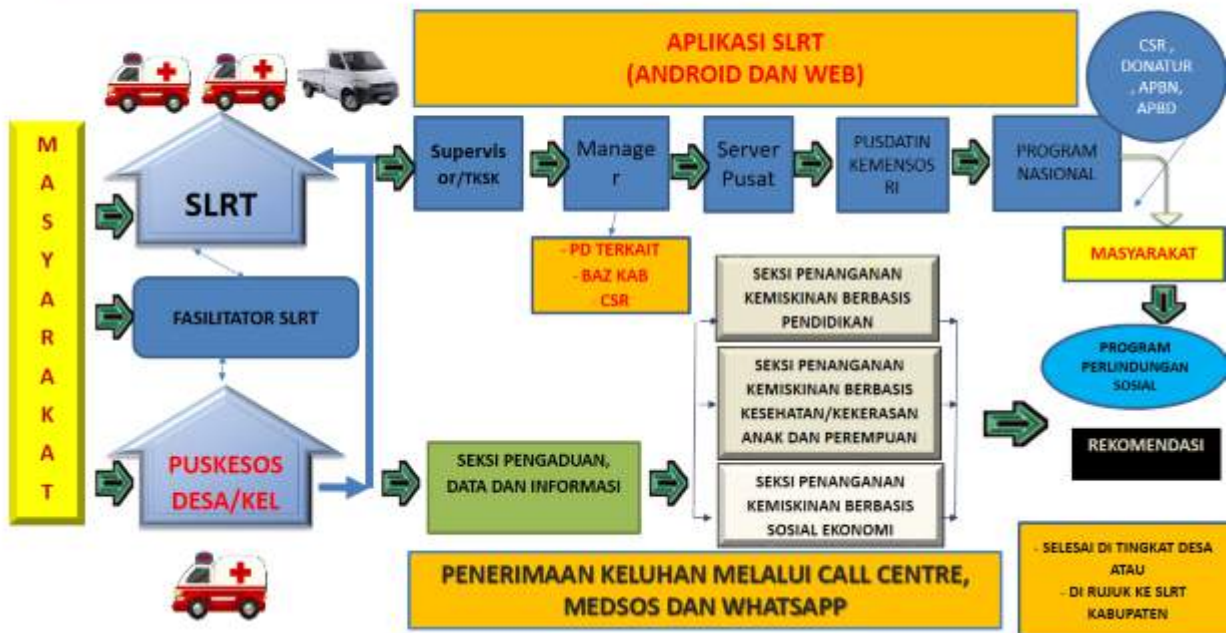 APLIKASI SLRT
(ANDROID DAN WEB)
CSR ,
DONATUR
, APBN,
APBD
M
A
S
Y
A
R
A
K
A
T
SLRT
Supervis
or/TKSK
Manage
r
Server
Pusat
PUSDATIN
KEMENSOS
RI
PROGRAM
NASIONAL
- PD TERKAIT
- BAZ KAB
- CSR
MASYARAKAT
FASILITATOR SLRT
SEKSI PENANGANAN
KEMISKINAN BERBASIS
PENDIDIKAN
SEKSI PENANGANAN
KEMISKINAN BERBASIS
KESEHATAN/KEKERASAN
ANAK DAN PEREMPUAN
SEKSI PENANGANAN
KEMISKINAN BERBASIS
SOSIAL EKONOMI
PROGRAM
PERLINDUNGAN
SOSIAL
REKOMENDASI
PUSKESOS
DESA/KEL
SEKSI PENGADUAN,
DATA DAN INFORMASI
PENERIMAAN KELUHAN MELALUI CALL CENTRE,
MEDSOS DAN WHATSAPP
- SELESAI DI TINGKAT DESA
ATAU
- DI RUJUK KE SLRT
KABUPATEN